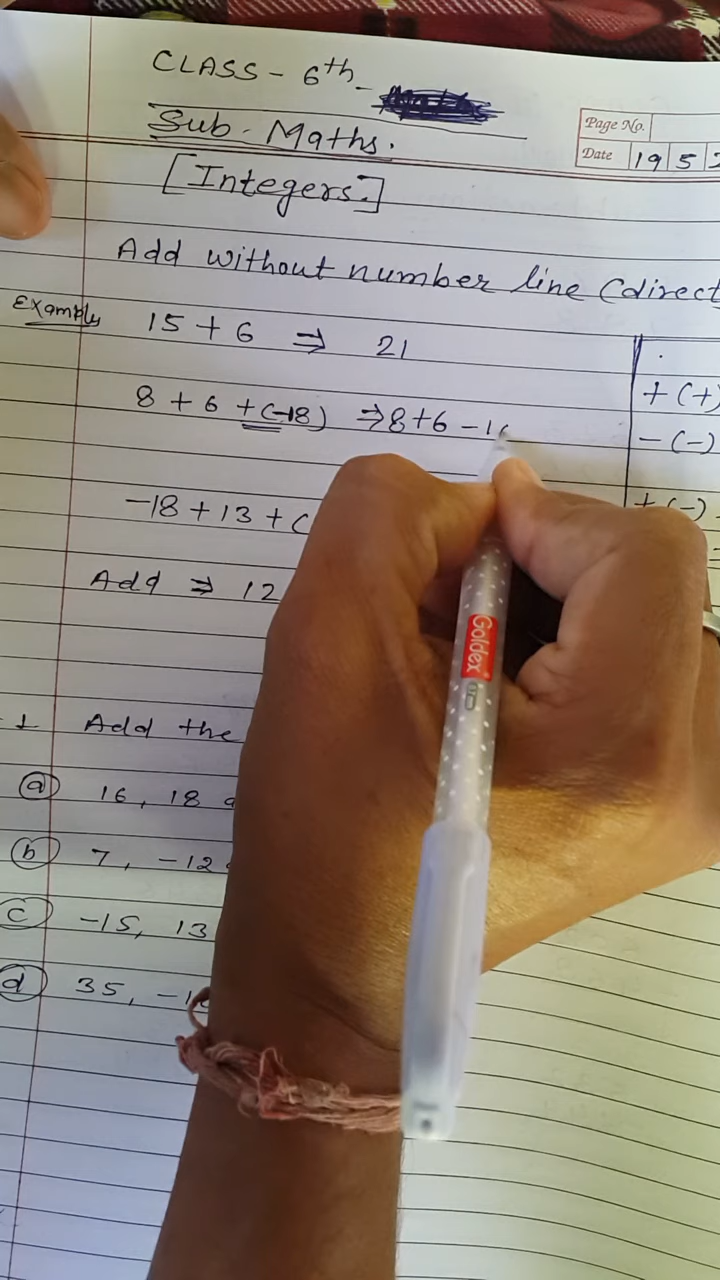 CLASS - 6th -
Sub - Maths.
Page No.
Date 19 5 2
[Integers.]
Add without number line (direct
Example 15 + 6 ⇒ 21
+ (+)
8 + 6 + (-18) ⇒ 8+6 -1
- (-)
-18 + 13 + (
+ (-)
Add ⇒ 12
Add the
(a) 16, 18
(b) 7, -12
(c) -15, 13
(d) 35, -1
Goldex